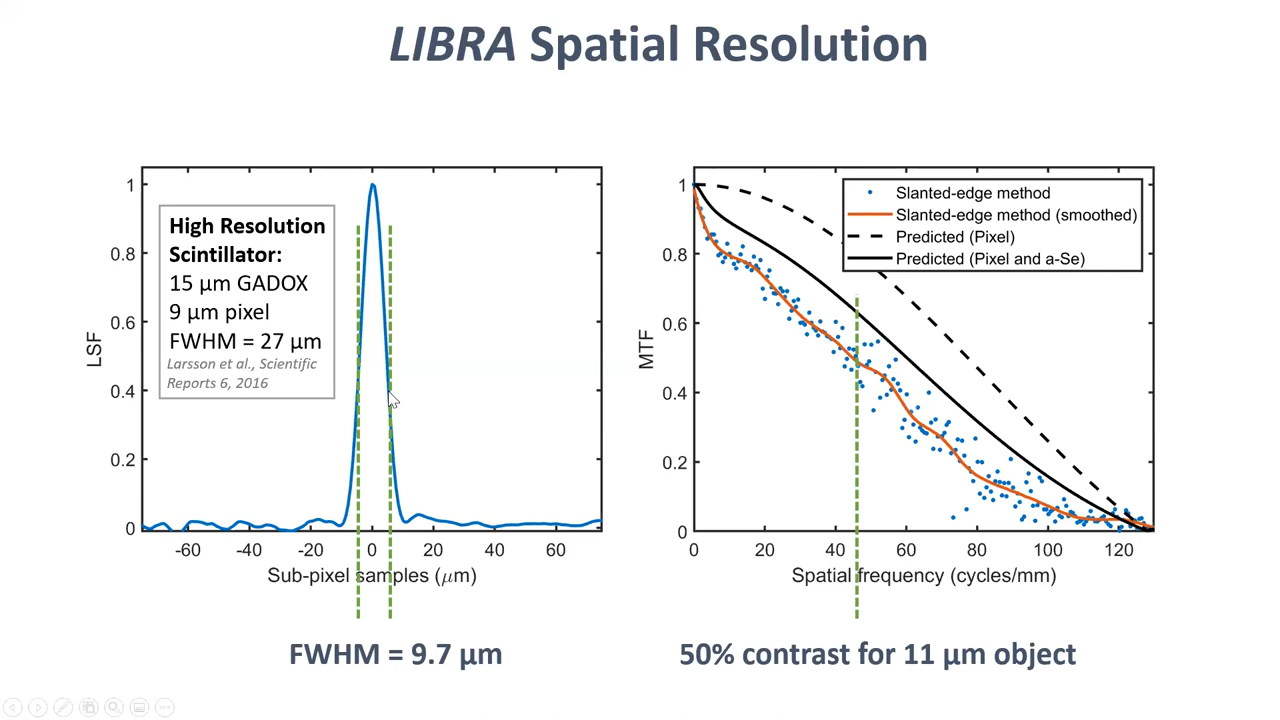 LIBRA Spatial Resolution
High Resolution
Scintillator:
15 μm GADOX
9 μm pixel
FWHM = 27 μm
Larsson et al., Scientific
Reports 6, 2016
LSF
1
0.8
0.6
0.4
0.2
0
-60 -40 -20 0 20 40 60
Sub-pixel samples (μm)
FWHM = 9.7 μm
MTF
1
0.8
0.6
0.4
0.2
0
Slanted-edge method
Slanted-edge method (smoothed)
Predicted (Pixel)
Predicted (Pixel and a-Se)
0 20 40 60 80 100 120
Spatial frequency (cycles/mm)
50% contrast for 11 μm object